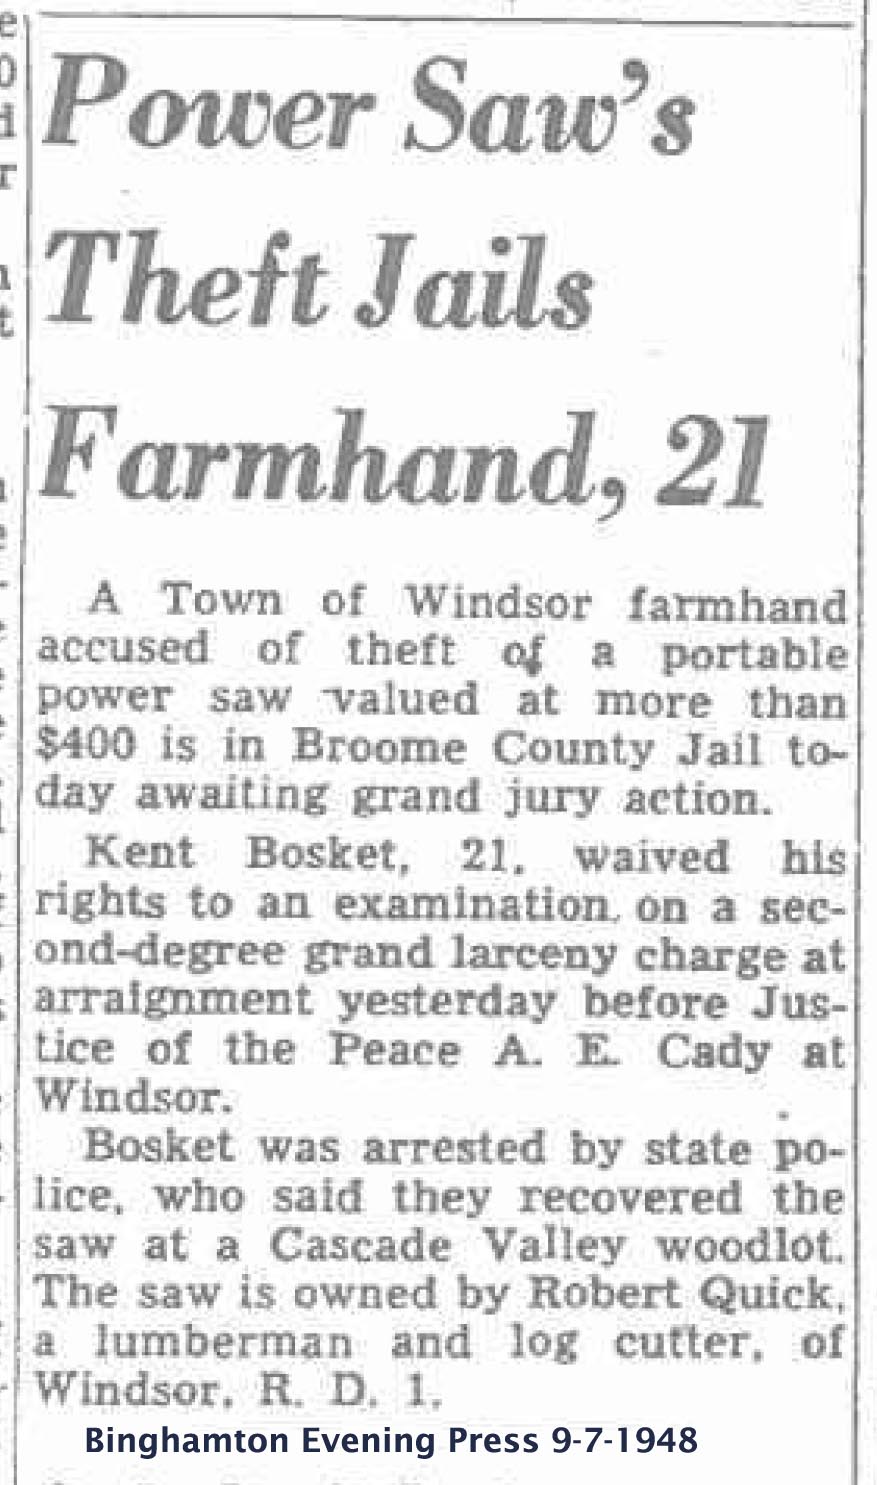 Power Saw's
Theft Jails
Farmhand, 21
A Town of Windsor farmhand
accused of theft of a portable
power saw valued at more than
$400 is in Broome County Jail to-
day awaiting grand jury action.
Kent Bosket, 21, waived his
rights to an examination on a sec-
ond-degree grand larceny charge at
arraignment yesterday before Jus-
tice of the Peace A. E. Cady at
Windsor.
Bosket was arrested by state po-
lice, who said they recovered the
saw at a Cascade Valley woodlot.
The saw is owned by Robert Quick,
a lumberman and log cutter, of
Windsor, R. D. 1.
Binghamton Evening Press 9-7-1948